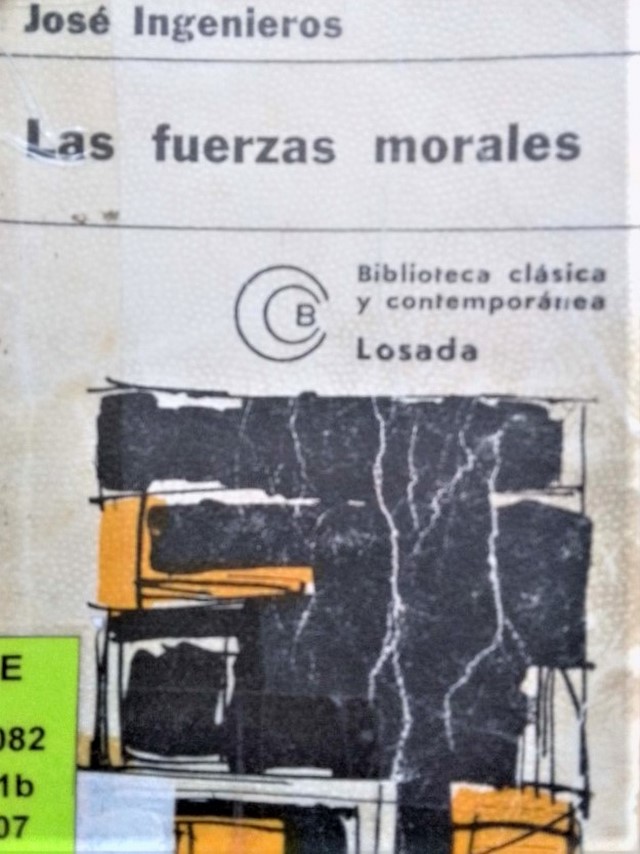 José Ingenieros
Las fuerzas morales
B
Biblioteca clásica
y contemporánea
Losada
E
082
1b
07